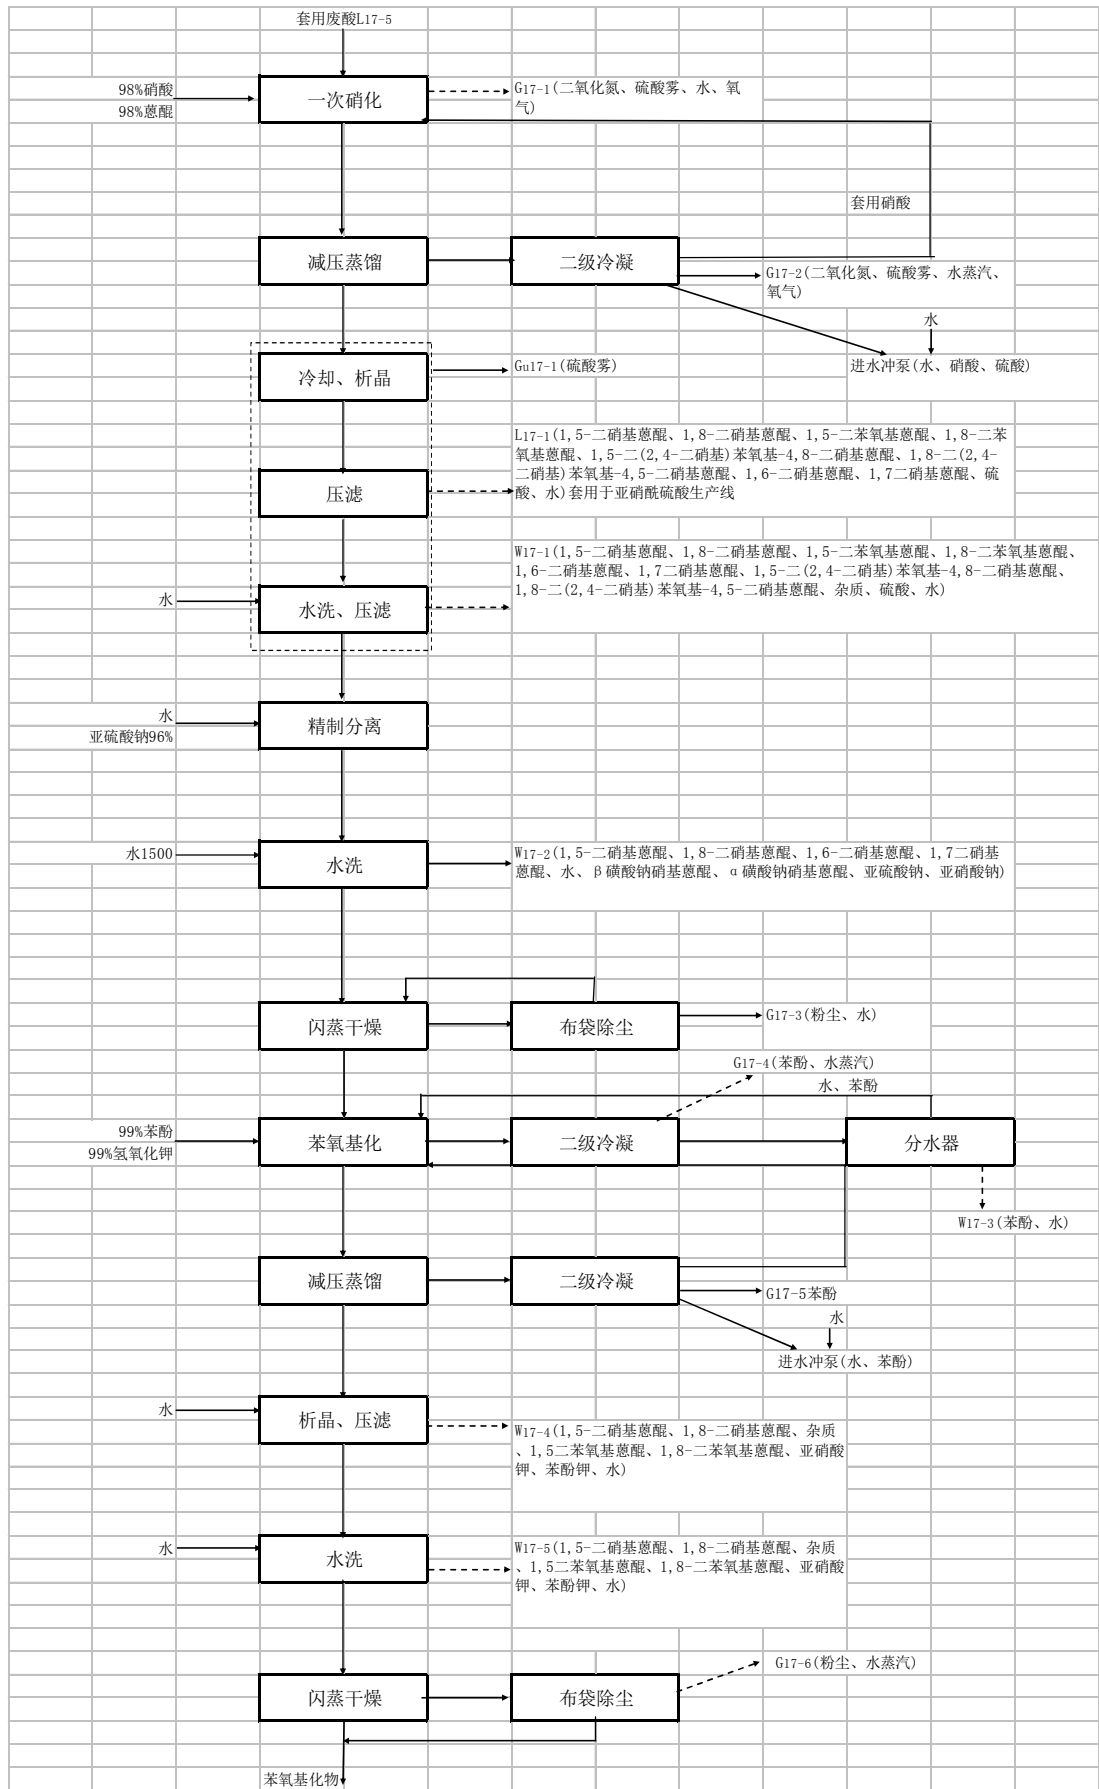 套用废酸L17-5
98%硝酸
98%蒽醌
一次硝化
G17-1(二氧化氮、硫酸雾、水、氧
气)
套用硝酸
减压蒸馏
二级冷凝
G17-2(二氧化氮、硫酸雾、水蒸汽、
氧气)
水
进水冲泵(水、硝酸、硫酸)
冷却、析晶
Gu17-1(硫酸雾)
L17-1(1,5-二硝基蒽醌、1,8-二硝基蒽醌、1,5-二苯氧基蒽醌、1,8-二苯
氧基蒽醌、1,5-二(2,4-二硝基)苯氧基-4,8-二硝基蒽醌、1,8-二(2,4-
二硝基)苯氧基-4,5-二硝基蒽醌、1,6-二硝基蒽醌、1,7二硝基蒽醌、硫
酸、水)套用于亚硝酰硫酸生产线
压滤
W17-1(1,5-二硝基蒽醌、1,8-二硝基蒽醌、1,5-二苯氧基蒽醌、1,8-二苯氧基蒽醌、
1,6-二硝基蒽醌、1,7二硝基蒽醌、1,5-二(2,4-二硝基)苯氧基-4,8-二硝基蒽醌、
1,8-二(2,4-二硝基)苯氧基-4,5-二硝基蒽醌、杂质、硫酸、水)
水
水洗、压滤
水
亚硫酸钠96%
精制分离
水1500
水洗
W17-2(1,5-二硝基蒽醌、1,8-二硝基蒽醌、1,6-二硝基蒽醌、1,7二硝基
蒽醌、水、β磺酸钠硝基蒽醌、α磺酸钠硝基蒽醌、亚硫酸钠、亚硝酸钠)
闪蒸干燥
布袋除尘
G17-3(粉尘、水)
G17-4(苯酚、水蒸汽)
水、苯酚
99%苯酚
99%氢氧化钾
苯氧基化
二级冷凝
分水器
W17-3(苯酚、水)
减压蒸馏
二级冷凝
G17-5苯酚
水
进水冲泵(水、苯酚)
水
析晶、压滤
W17-4(1,5-二硝基蒽醌、1,8-二硝基蒽醌、杂质
、1,5二苯氧基蒽醌、1,8-二苯氧基蒽醌、亚硝酸
钾、苯酚钾、水)
水
水洗
W17-5(1,5-二硝基蒽醌、1,8-二硝基蒽醌、杂质
、1,5二苯氧基蒽醌、1,8-二苯氧基蒽醌、亚硝酸
钾、苯酚钾、水)
G17-6(粉尘、水蒸汽)
闪蒸干燥
布袋除尘
苯氧基化物